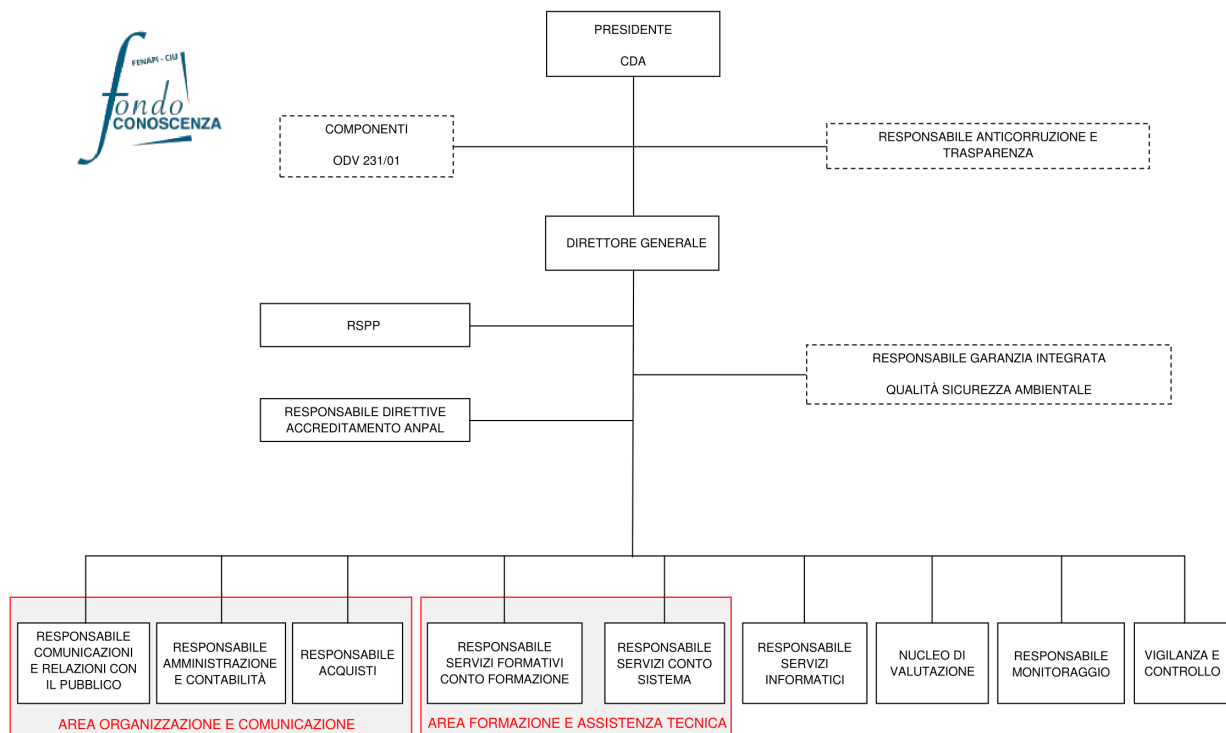 PRESIDENTE
CDA
FENAPI - CIU
fondo
CONOSCENZA
COMPONENTI
ODV 231/01
RESPONSABILE ANTICORRUZIONE E
TRASPARENZA
DIRETTORE GENERALE
RSPP
RESPONSABILE GARANZIA INTEGRATA
QUALITÀ SICUREZZA AMBIENTALE
RESPONSABILE DIRETTIVE
ACCREDITAMENTO ANPAL
RESPONSABILE
COMUNICAZIONI
E RELAZIONI CON
IL PUBBLICO
RESPONSABILE
AMMINISTRAZIONE
E CONTABILITÀ
RESPONSABILE
ACQUISTI
RESPONSABILE
SERVIZI FORMATIVI
CONTO FORMAZIONE
RESPONSABILE
SERVIZI CONTO
SISTEMA
RESPONSABILE
SERVIZI
INFORMATICI
NUCLEO DI
VALUTAZIONE
RESPONSABILE
MONITORAGGIO
VIGILANZA E
CONTROLLO
AREA ORGANIZZAZIONE E COMUNICAZIONE
AREA FORMAZIONE E ASSISTENZA TECNICA